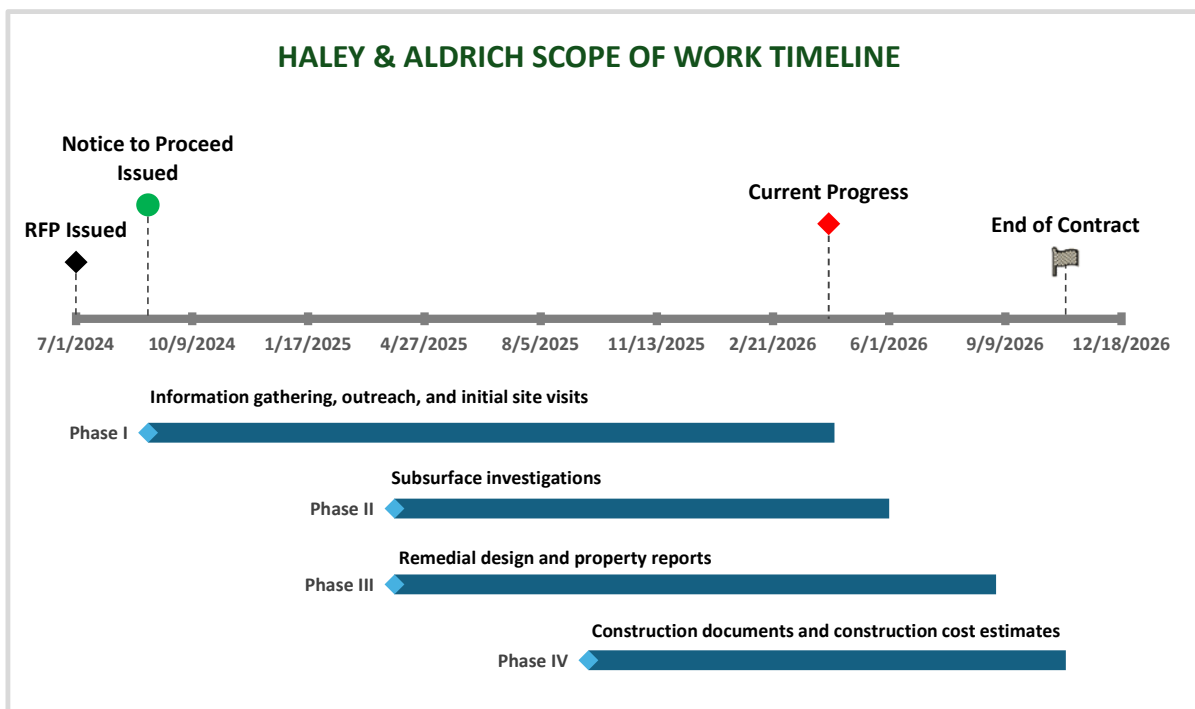 HALEY & ALDRICH SCOPE OF WORK TIMELINE
Notice to Proceed
Issued
Current Progress
RFP Issued
End of Contract
7/1/2024
10/9/2024
1/17/2025
4/27/2025
8/5/2025
11/13/2025
2/21/2026
6/1/2026
9/9/2026
12/18/2026
Information gathering, outreach, and initial site visits
Phase I
Subsurface investigations
Phase II
Remedial design and property reports
Phase III
Construction documents and construction cost estimates
Phase IV